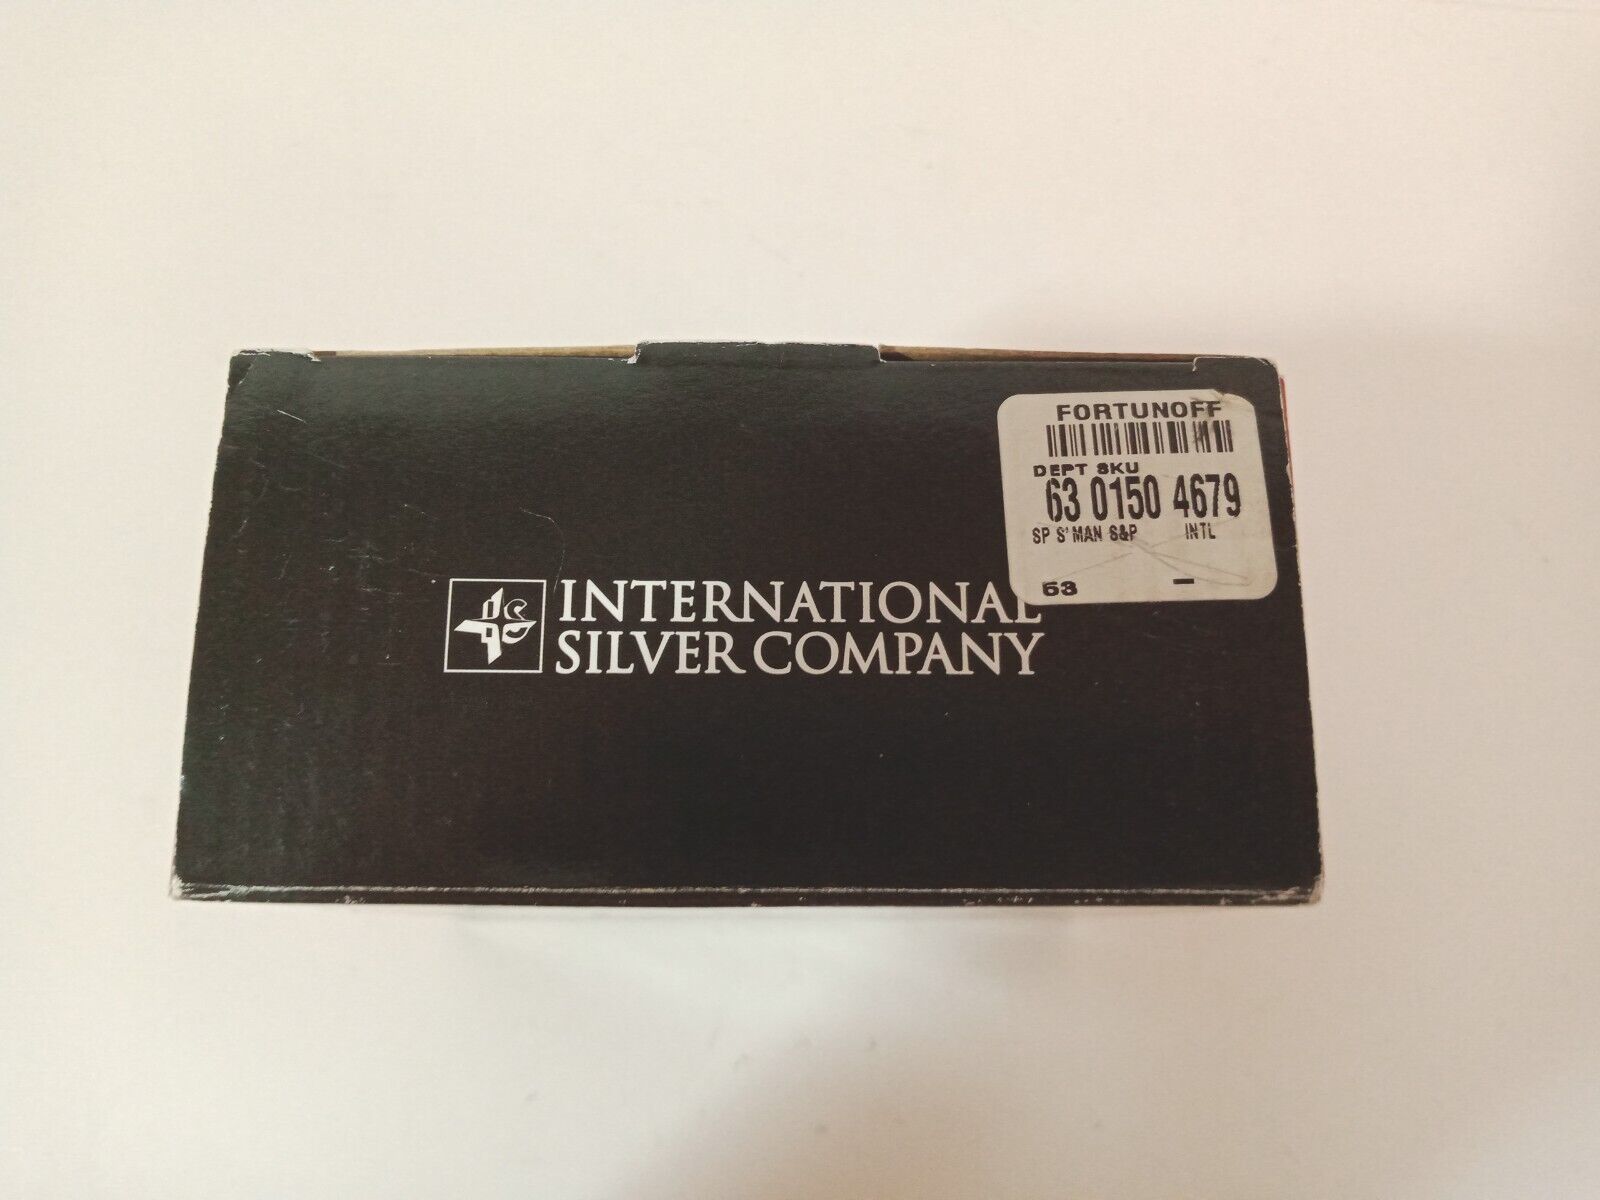 FORTUNOFF
DEPT SKU
63 0150 4679
SP S'MAN S&P INTL
63 –
INTERNATIONAL
SILVER COMPANY